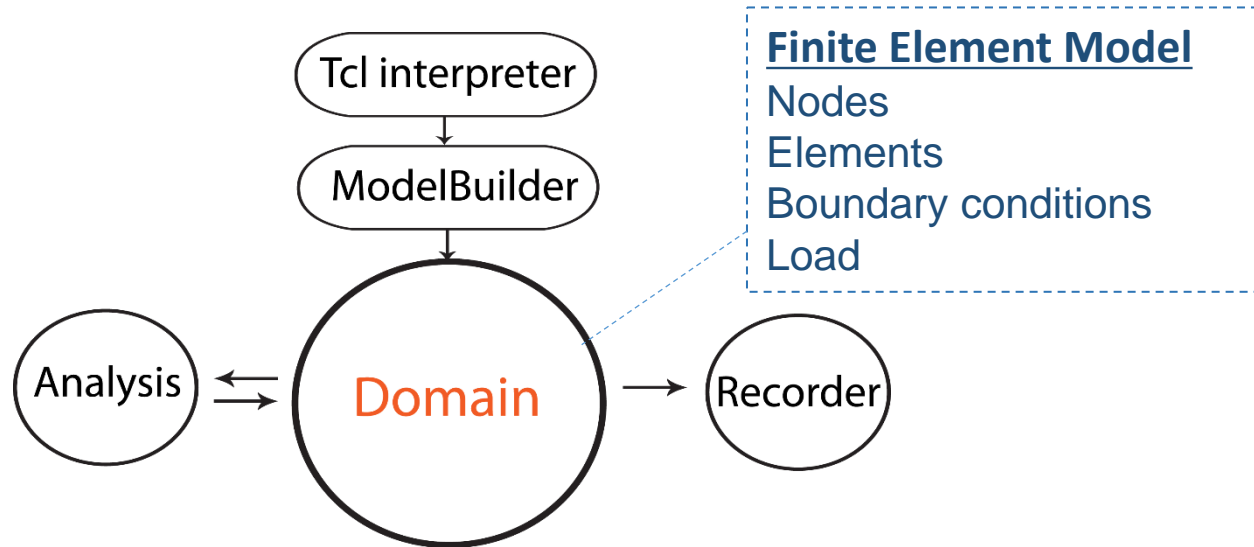 Tcl interpreter
ModelBuilder
Finite Element Model
Nodes
Elements
Boundary conditions
Load
Analysis
Domain
Recorder